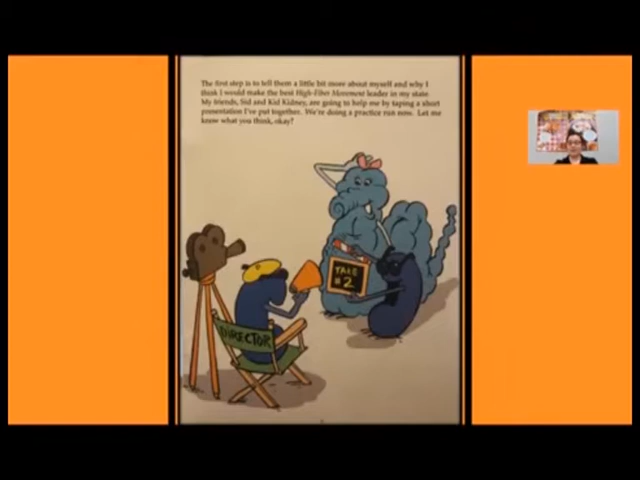 The first step is to tell them a little bit more about myself and why I
think I would make the best High-Fiber Movement leader in my state.
My friends, Sid and Kid Kidney, are going to help me by taping a short
presentation I've put together. We're doing a practice run now. Let me
know what you think, okay?
TAKE
#2
DIRECTOR